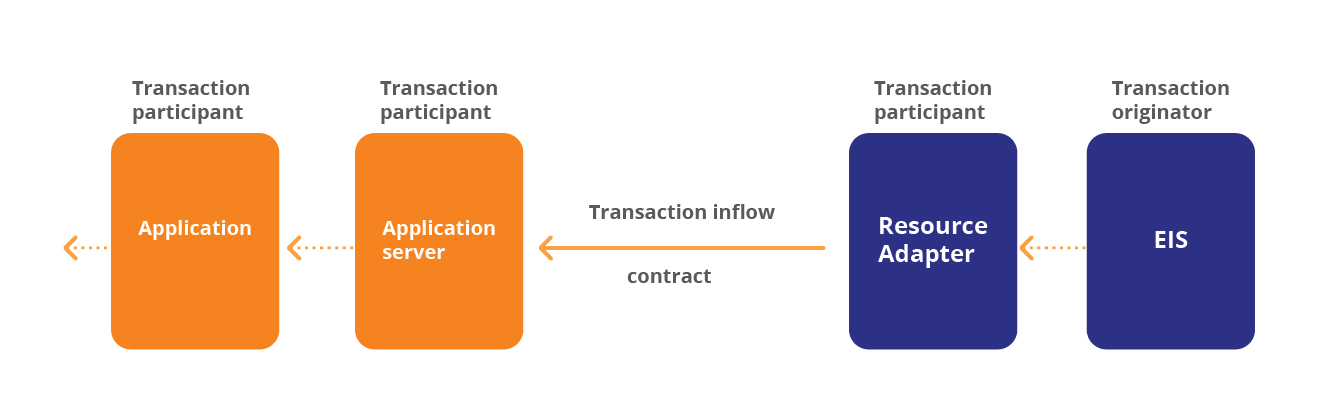 Transaction
participant
Transaction
participant
Transaction
participant
Transaction
originator
Application
Application
server
Transaction inflow
contract
Resource
Adapter
EIS